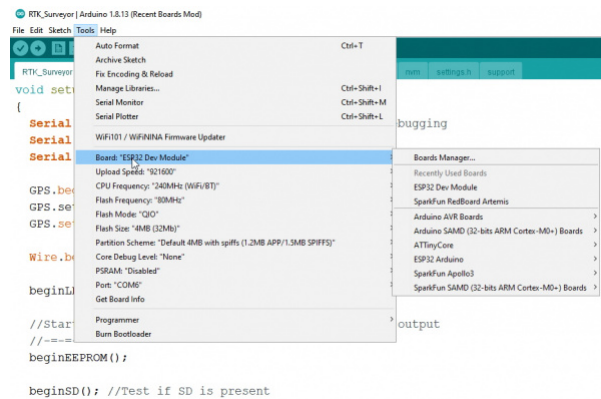 RTK_Surveyor | Arduino 1.8.13 (Recent Boards Mod)
File Edit Sketch Tools Help
RTK_Surveyor nvm settings.h support
Auto Format Ctrl+T
Archive Sketch
Fix Encoding & Reload
Manage Libraries... Ctrl+Shift+I
Serial Monitor Ctrl+Shift+M
Serial Plotter Ctrl+Shift+L
WiFi101 / WiFiNINA Firmware Updater
Board: "ESP32 Dev Module"
Upload Speed: "921600"
CPU Frequency: "240MHz (WiFi/BT)"
Flash Frequency: "80MHz"
Flash Mode: "QIO"
Flash Size: "4MB (32Mb)"
Partition Scheme: "Default 4MB with spiffs (1.2MB APP/1.5MB SPIFFS)"
Core Debug Level: "None"
PSRAM: "Disabled"
Port: "COM6"
Get Board Info
Programmer
Burn Bootloader
Boards Manager...
Recently Used Boards
ESP32 Dev Module
SparkFun RedBoard Artemis
Arduino AVR Boards
Arduino SAMD (32-bits ARM Cortex-M0+) Boards
ATTinyCore
ESP32 Arduino
SparkFun Apollo3
SparkFun SAMD (32-bits ARM Cortex-M0+) Boards
void set
{
Serial bugging
Serial
Serial
GPS.be
GPS.se
GPS.se
Wire.b
beginL
//Star output
//-=-=
beginEEPROM();
beginSD(); //Test if SD is present